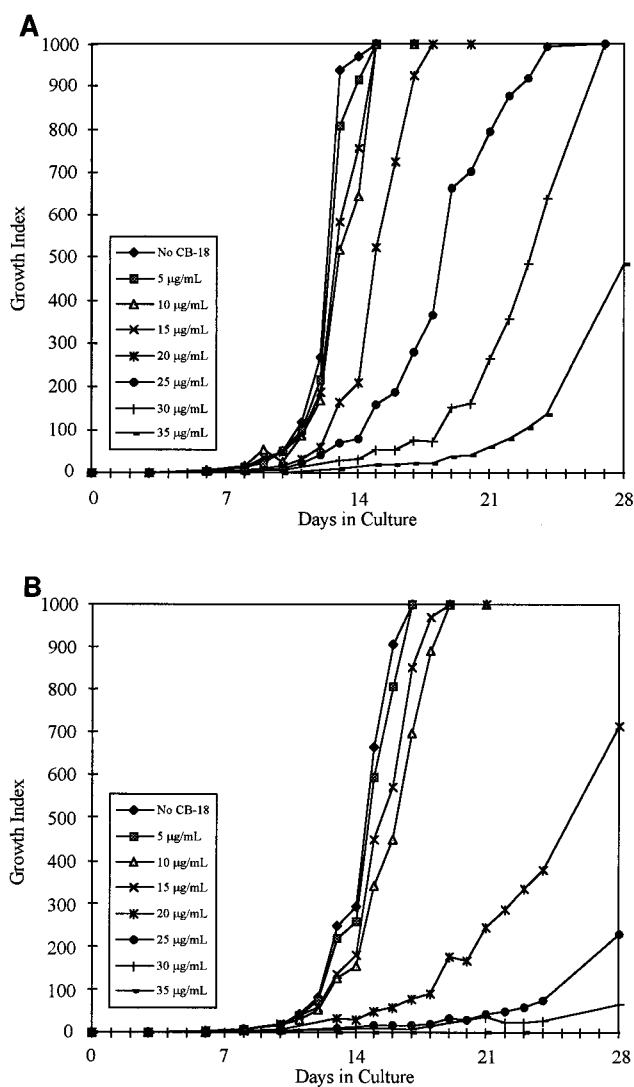 A
1000
900
800
700
600
500
400
300
200
100
0
Growth Index
No CB-18
5 µg/mL
10 µg/mL
15 µg/mL
20 µg/mL
25 µg/mL
30 µg/mL
35 µg/mL
0 7 14 21 28
Days in Culture
B
1000
900
800
700
600
500
400
300
200
100
0
Growth Index
No CB-18
5 µg/mL
10 µg/mL
15 µg/mL
20 µg/mL
25 µg/mL
30 µg/mL
35 µg/mL
0 7 14 21 28
Days in Culture